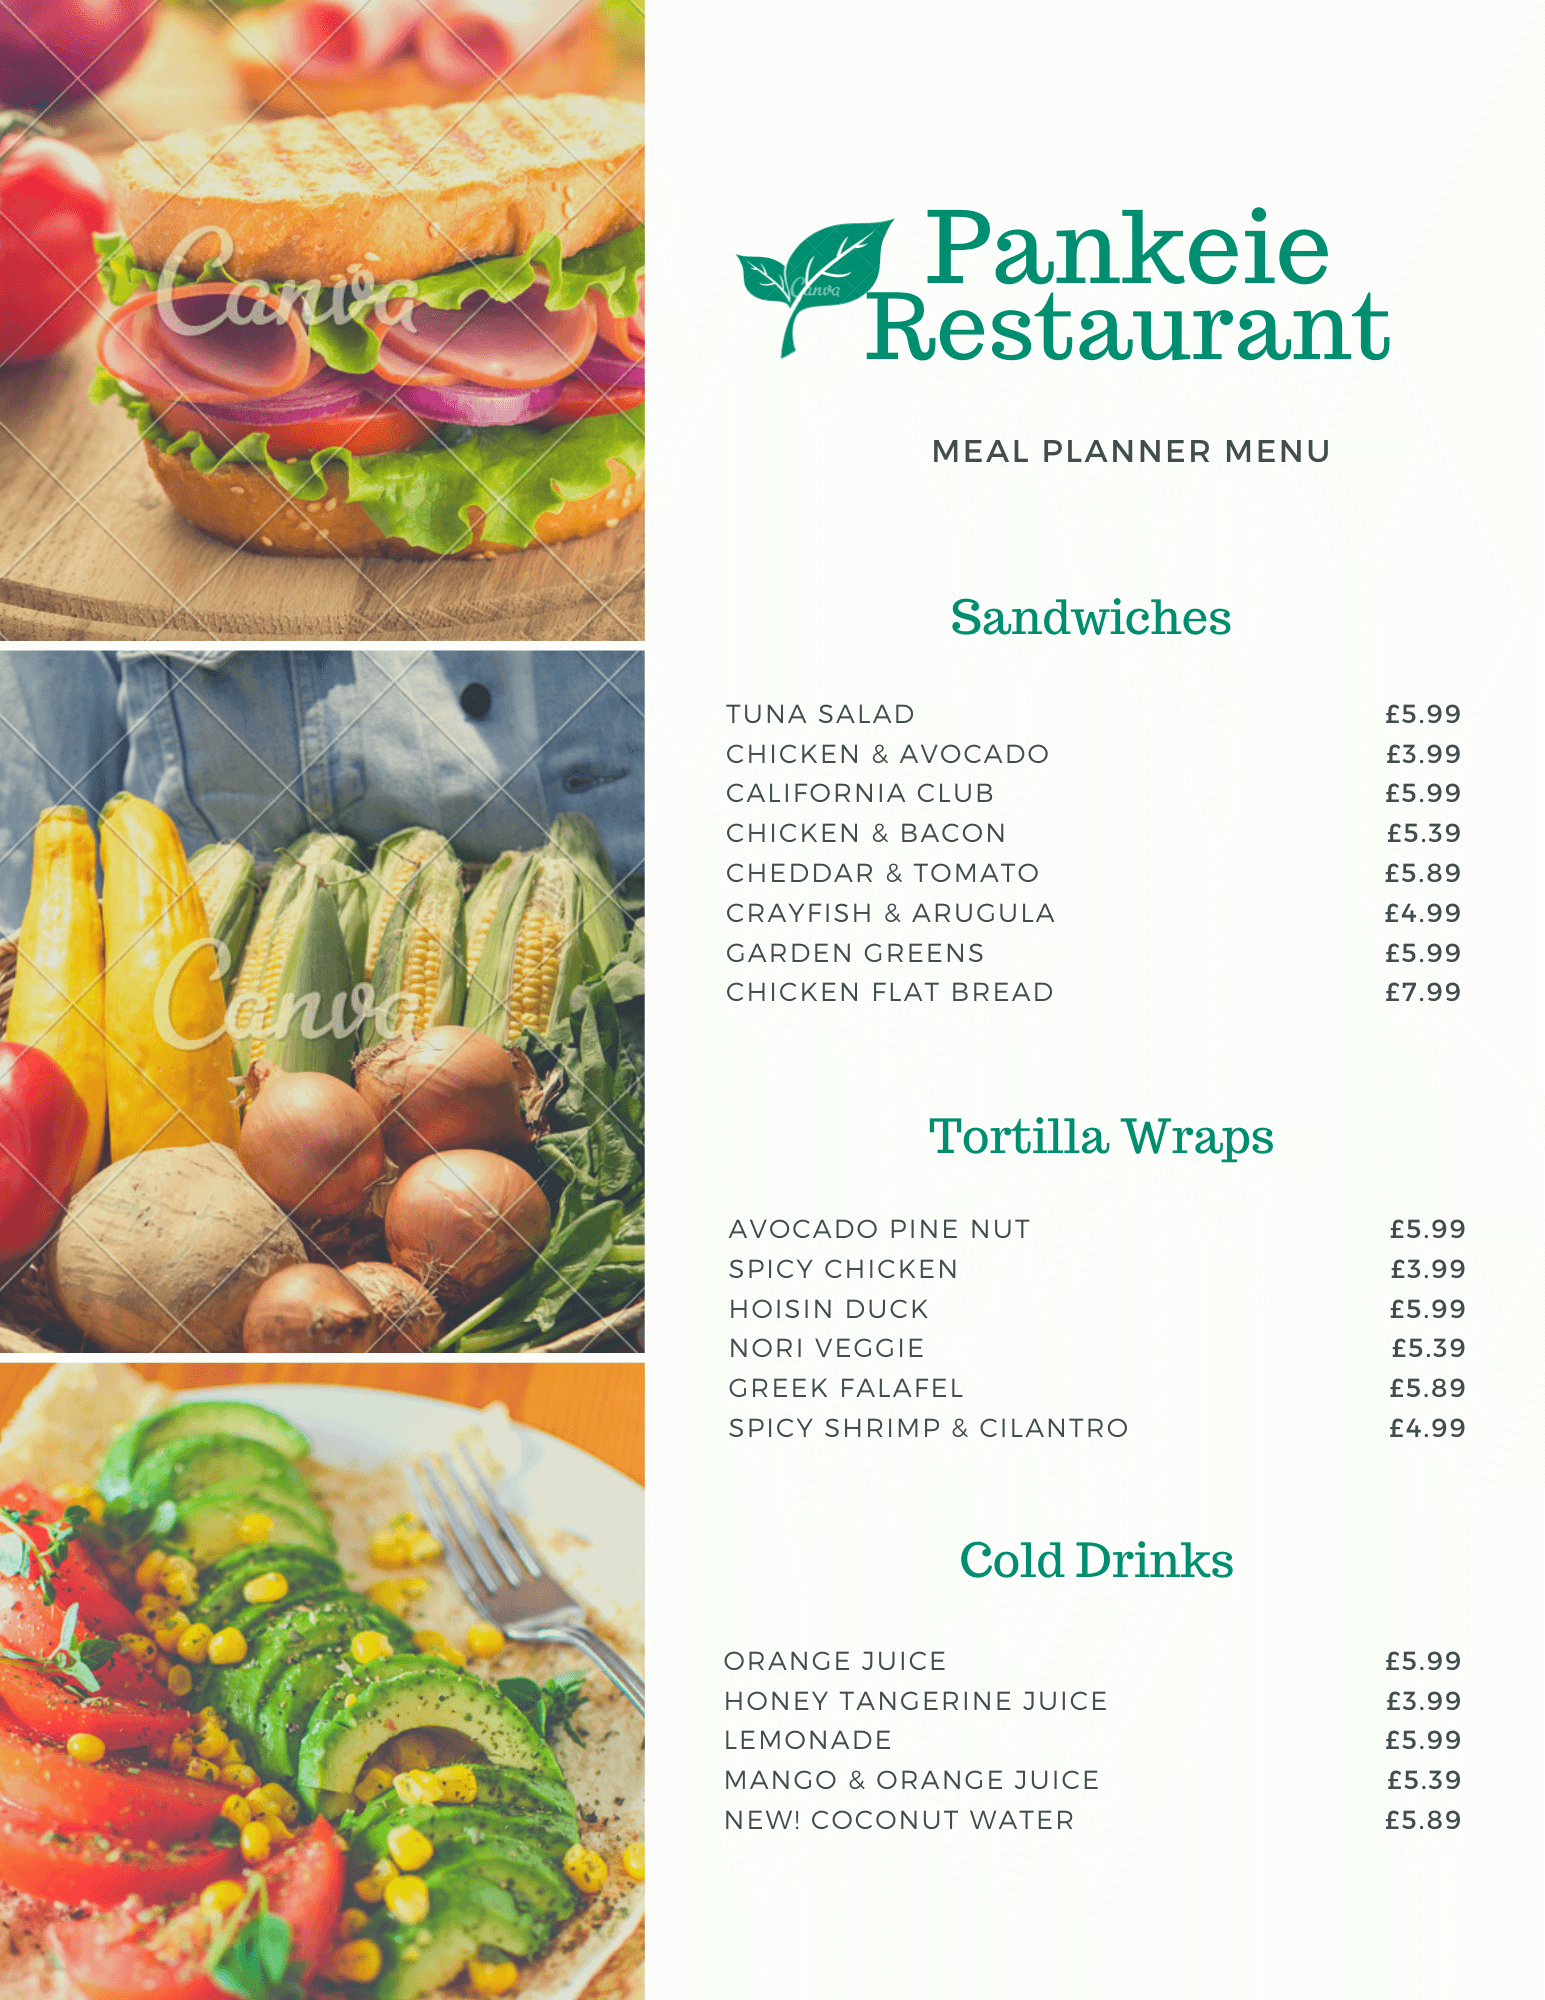 Pankeie
Restaurant
MEAL PLANNER MENU
Sandwiches
TUNA SALAD £5.99
CHICKEN & AVOCADO £3.99
CALIFORNIA CLUB £5.99
CHICKEN & BACON £5.39
CHEDDAR & TOMATO £5.89
CRAYFISH & ARUGULA £4.99
GARDEN GREENS £5.99
CHICKEN FLAT BREAD £7.99
Tortilla Wraps
AVOCADO PINE NUT £5.99
SPICY CHICKEN £3.99
HOISIN DUCK £5.99
NORI VEGGIE £5.39
GREEK FALAFEL £5.89
SPICY SHRIMP & CILANTRO £4.99
Cold Drinks
ORANGE JUICE £5.99
HONEY TANGERINE JUICE £3.99
LEMONADE £5.99
MANGO & ORANGE JUICE £5.39
NEW! COCONUT WATER £5.89
Canva
Canva
Canva